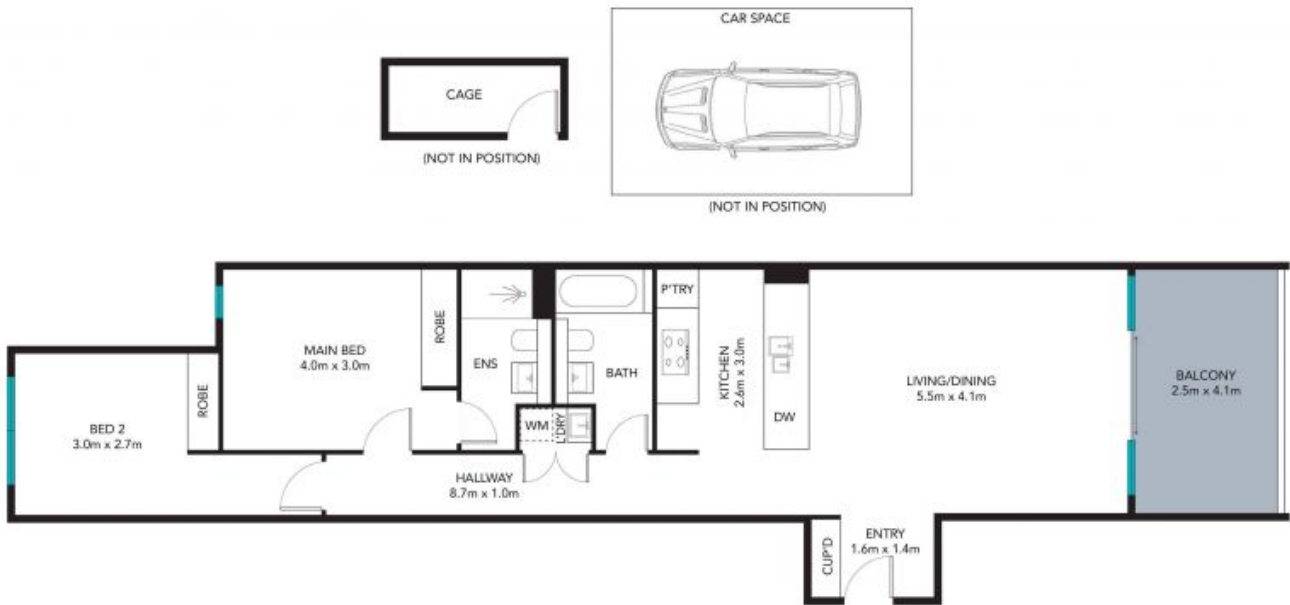 CAR SPACE
CAGE
(NOT IN POSITION)
(NOT IN POSITION)
P'TRY
ROBE
MAIN BED
4.0m x 3.0m
ENS
BATH
KITCHEN
2.6m x 3.0m
LIVING/DINING
5.5m x 4.1m
BALCONY
2.5m x 4.1m
ROBE
BED 2
3.0m x 2.7m
WM
L'DRY
DW
HALLWAY
8.7m x 1.0m
CUP'D
ENTRY
1.6m x 1.4m